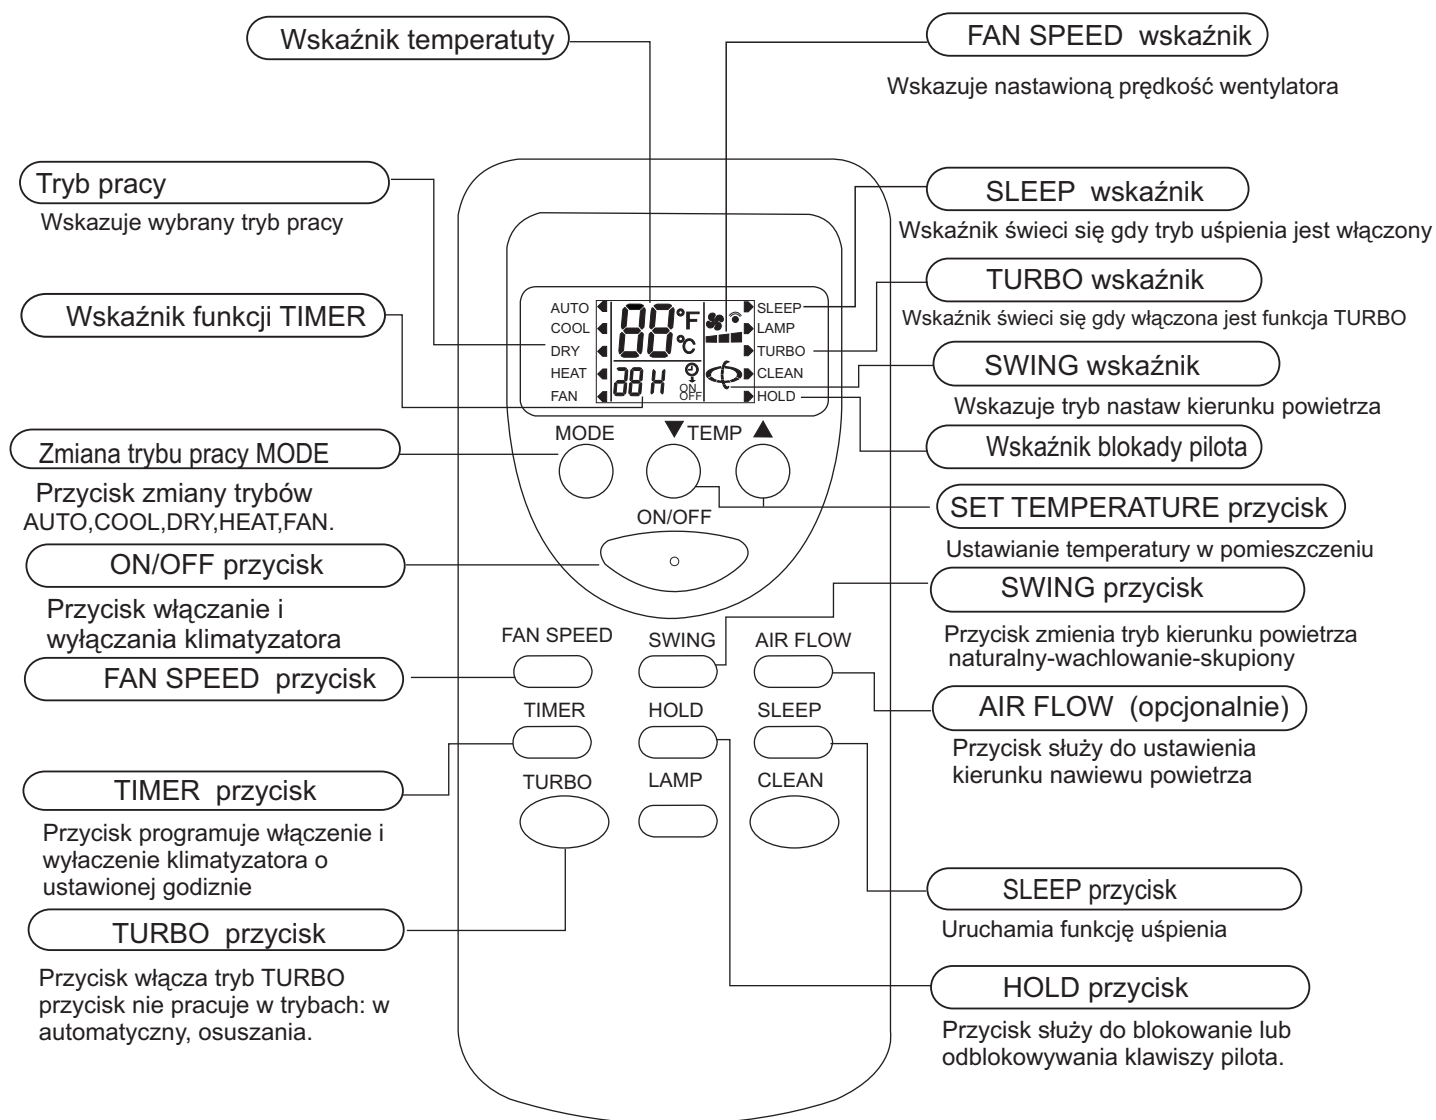 Wskaźnik temperatuty
FAN SPEED wskaźnik
Wskazuje nastawioną prędkość wentylatora
Tryb pracy
Wskazuje wybrany tryb pracy
SLEEP wskaźnik
Wskaźnik świeci się gdy tryb uśpienia jest włączony
Wskaźnik funkcji TIMER
TURBO wskaźnik
Wskaźnik świeci się gdy włączona jest funkcja TURBO
SWING wskaźnik
Wskazuje tryb nastaw kierunku powietrza
Wskaźnik blokady pilota
AUTO
COOL
DRY
HEAT
FAN
88°F
°C
28 H
ON
OFF
SLEEP
LAMP
TURBO
CLEAN
HOLD
MODE
▼ TEMP ▲
Zmiana trybu pracy MODE
Przycisk zmiany trybów
AUTO,COOL,DRY,HEAT,FAN.
ON/OFF
SET TEMPERATURE przycisk
Ustawianie temperatury w pomieszczeniu
ON/OFF przycisk
Przycisk włączanie i
wyłączania klimatyzatora
SWING przycisk
Przycisk zmienia tryb kierunku powietrza
naturalny-wachlowanie-skupiony
FAN SPEED przycisk
FAN SPEED
SWING
AIR FLOW
AIR FLOW (opcjonalnie)
Przycisk służy do ustawienia
kierunku nawiewu powietrza
TIMER
HOLD
SLEEP
TURBO
LAMP
CLEAN
TIMER przycisk
Przycisk programuje włączenie i
wyłaczenie klimatyzatora o
ustawionej godiznie
SLEEP przycisk
Uruchamia funkcję uśpienia
TURBO przycisk
Przycisk włącza tryb TURBO
przycisk nie pracuje w trybach: w
automatyczny, osuszania.
HOLD przycisk
Przycisk służy do blokowanie lub
odblokowywania klawiszy pilota.